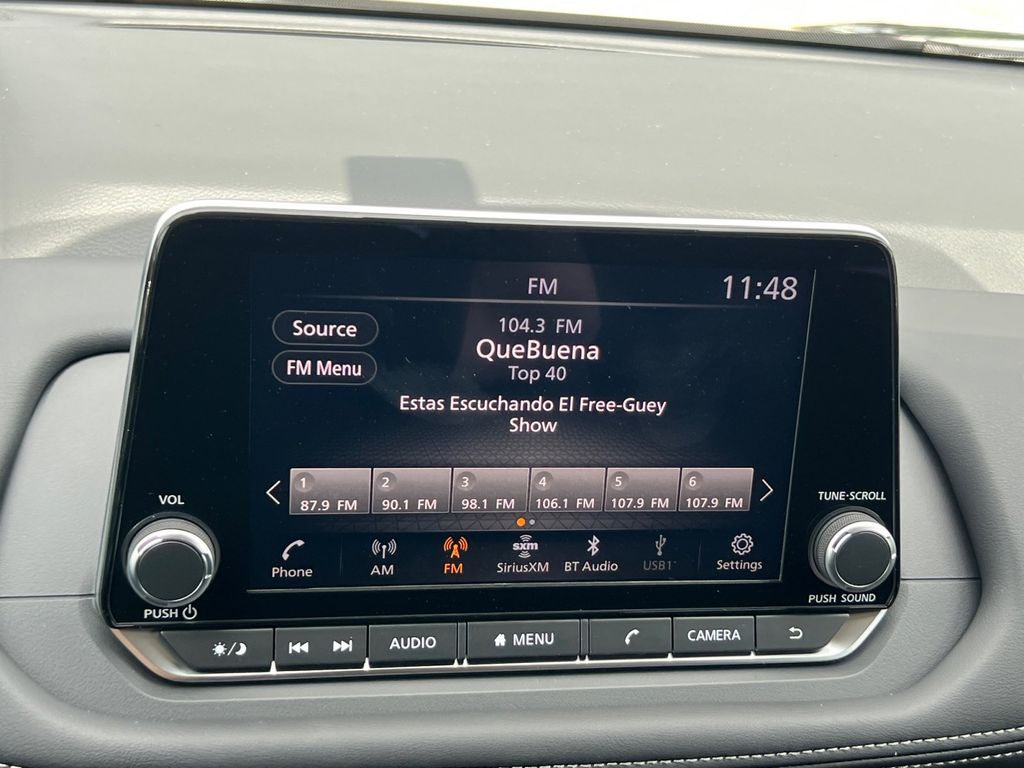 FM
11:48
Source
FM Menu
104.3 FM
QueBuena
Top 40
Estas Escuchando El Free-Guey
Show
1 2 3 4 5 6
87.9 FM 90.1 FM 98.1 FM 106.1 FM 107.9 FM 107.9 FM
Phone AM FM SiriusXM BT Audio USB1 Settings
sxm
VOL
PUSH
TUNE·SCROLL
PUSH SOUND
AUDIO MENU CAMERA